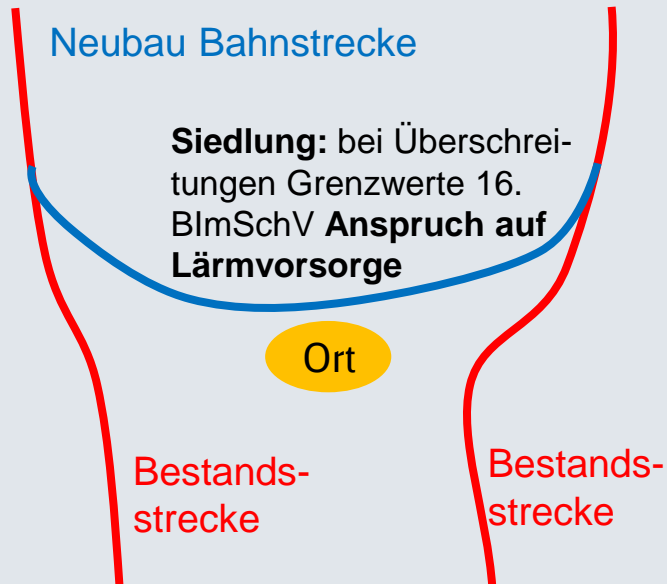 Neubau Bahnstrecke
Siedlung: bei Überschrei-
tungen Grenzwerte 16.
BImSchV Anspruch auf
Lärmvorsorge
Ort
Bestands-
strecke
Bestands-
strecke